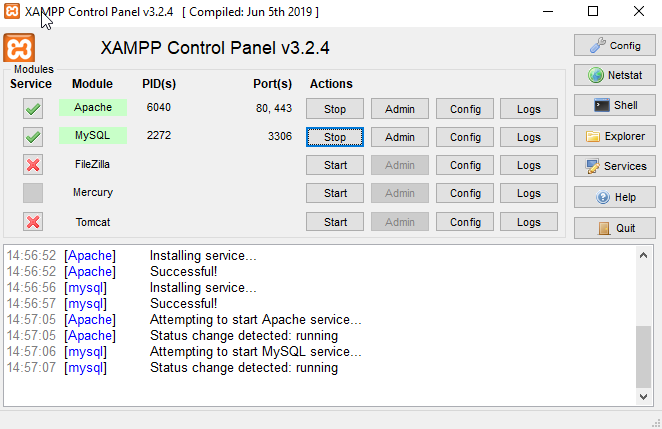 XAMPP Control Panel v3.2.4 [ Compiled: Jun 5th 2019 ]
XAMPP Control Panel v3.2.4
Config
Modules
Service Module PID(s) Port(s) Actions
Netstat
Apache 6040 80, 443 Stop Admin Config Logs
Shell
MySQL 2272 3306 Stop Admin Config Logs
Explorer
FileZilla Start Admin Config Logs
Services
Mercury Start Admin Config Logs
Help
Tomcat Start Admin Config Logs
Quit
14:56:52 [Apache] Installing service...
14:56:52 [Apache] Successful!
14:56:56 [mysql] Installing service...
14:56:57 [mysql] Successful!
14:57:05 [Apache] Attempting to start Apache service...
14:57:05 [Apache] Status change detected: running
14:57:06 [mysql] Attempting to start MySQL service...
14:57:07 [mysql] Status change detected: running